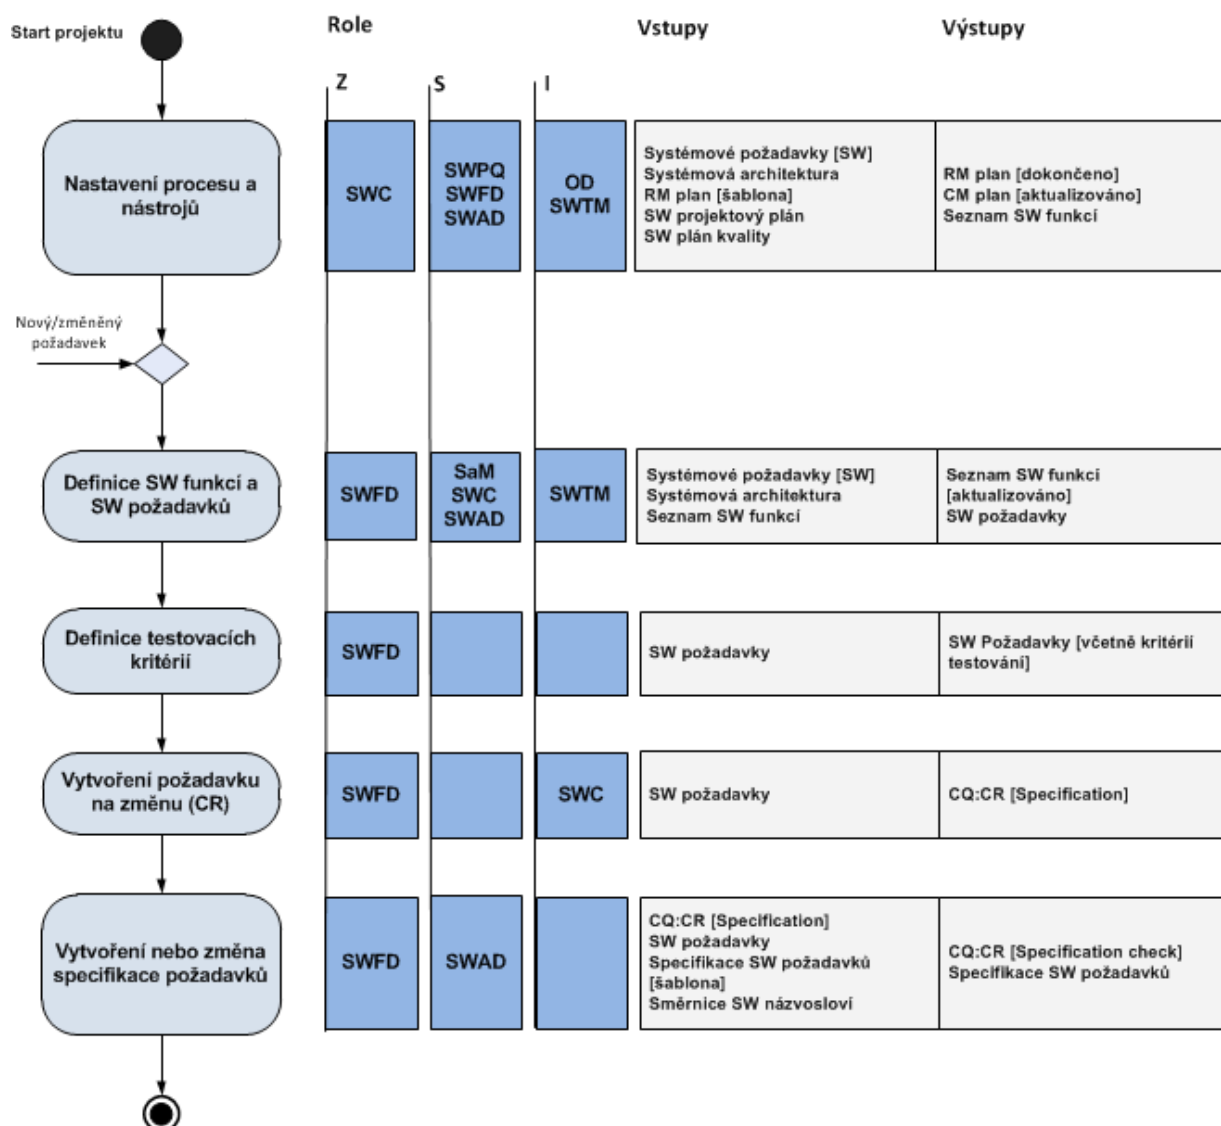 Start projektu
Role
Vstupy
Výstupy
Z
S
I
Nastavení procesu a
nástrojů
SWC
SWPQ
SWFD
SWAD
OD
SWTM
Systémové požadavky [SW]
Systémová architektura
RM plan [šablona]
SW projektový plán
SW plán kvality
RM plan [dokončeno]
CM plan [aktualizováno]
Seznam SW funkcí
Nový/změněný
požadavek
Definice SW funkcí a
SW požadavků
SWFD
SaM
SWC
SWAD
SWTM
Systémové požadavky [SW]
Systémová architektura
Seznam SW funkcí
Seznam SW funkcí
[aktualizováno]
SW požadavky
Definice testovacích
kritérií
SWFD
SW požadavky
SW Požadavky [včetně kritérií
testování]
Vytvoření požadavku
na změnu (CR)
SWFD
SWC
SW požadavky
CQ:CR [Specification]
Vytvoření nebo změna
specifikace požadavků
SWFD
SWAD
CQ:CR [Specification]
SW požadavky
Specifikace SW požadavků
[šablona]
Směrnice SW názvosloví
CQ:CR [Specification check]
Specifikace SW požadavků